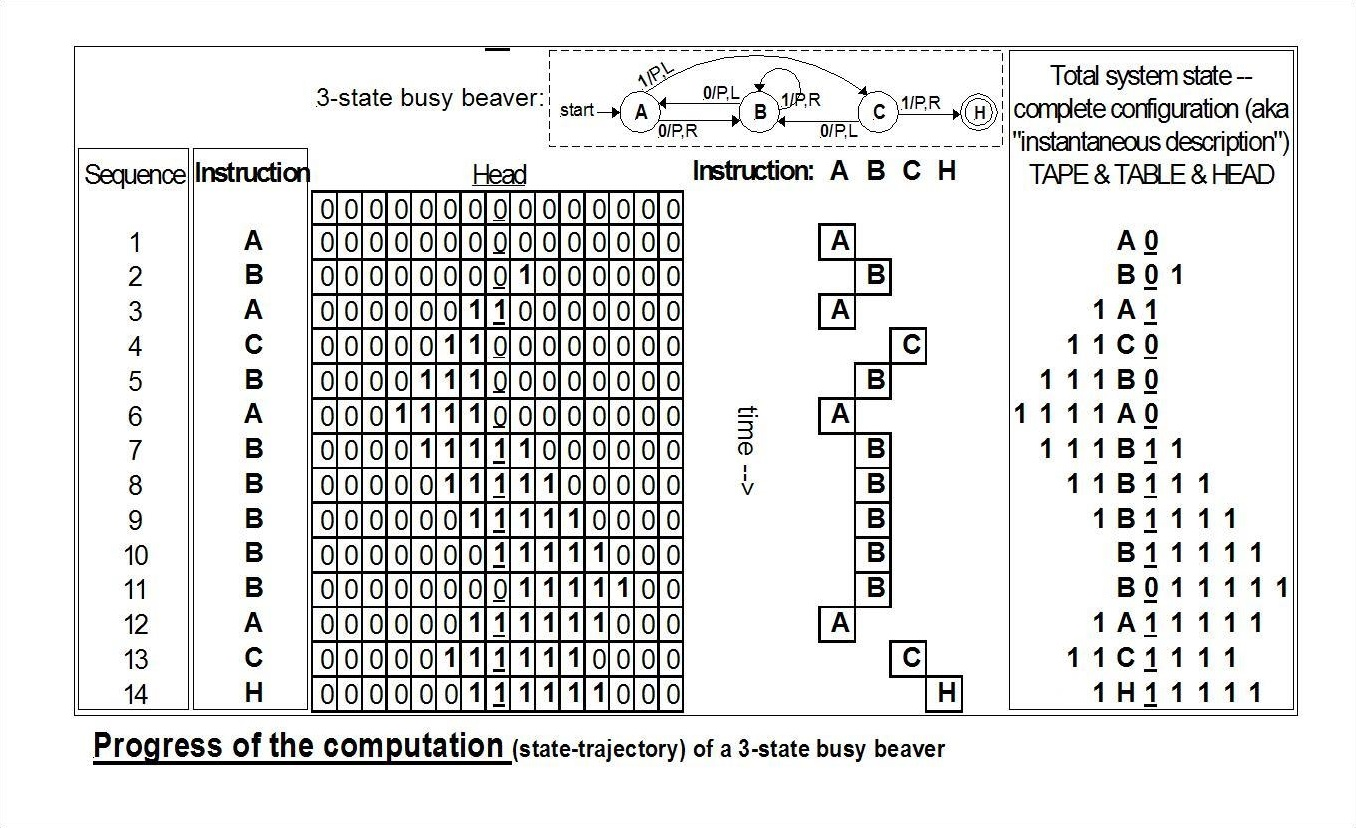 1/P,L
3-state busy beaver:
start
A
0/P,L
0/P,R
B
1/P,R
0/P,L
C
1/P,R
H
Total system state --
complete configuration (aka
"instantaneous description")
TAPE & TABLE & HEAD
Sequence Instruction Head Instruction: A B C H
0 0 0 0 0 0 0 0 0 0 0 0 0 0 0
1 A 0 0 0 0 0 0 0 0 0 0 0 0 0 0 0 A A 0
2 B 0 0 0 0 0 0 0 0 1 0 0 0 0 0 0 B B 0 1
3 A 0 0 0 0 0 0 1 1 0 0 0 0 0 0 0 A 1 A 1
4 C 0 0 0 0 0 1 1 0 0 0 0 0 0 0 0 C 1 1 C 0
5 B 0 0 0 0 1 1 1 0 0 0 0 0 0 0 0 B 1 1 1 B 0
6 A 0 0 0 1 1 1 1 0 0 0 0 0 0 0 0 A 1 1 1 1 A 0
7 B 0 0 0 0 1 1 1 1 1 0 0 0 0 0 0 B 1 1 1 B 1 1
8 B 0 0 0 0 0 1 1 1 1 1 0 0 0 0 0 B 1 1 B 1 1 1
9 B 0 0 0 0 0 0 1 1 1 1 1 0 0 0 0 B 1 B 1 1 1 1
10 B 0 0 0 0 0 0 0 1 1 1 1 1 0 0 0 B B 1 1 1 1 1
11 B 0 0 0 0 0 0 0 0 1 1 1 1 1 0 0 B B 0 1 1 1 1 1
12 A 0 0 0 0 0 0 1 1 1 1 1 1 0 0 0 A 1 A 1 1 1 1 1
13 C 0 0 0 0 0 1 1 1 1 1 1 0 0 0 0 C 1 1 C 1 1 1 1
14 H 0 0 0 0 0 0 1 1 1 1 1 1 0 0 0 H 1 H 1 1 1 1 1
time -->
Progress of the computation (state-trajectory) of a 3-state busy beaver